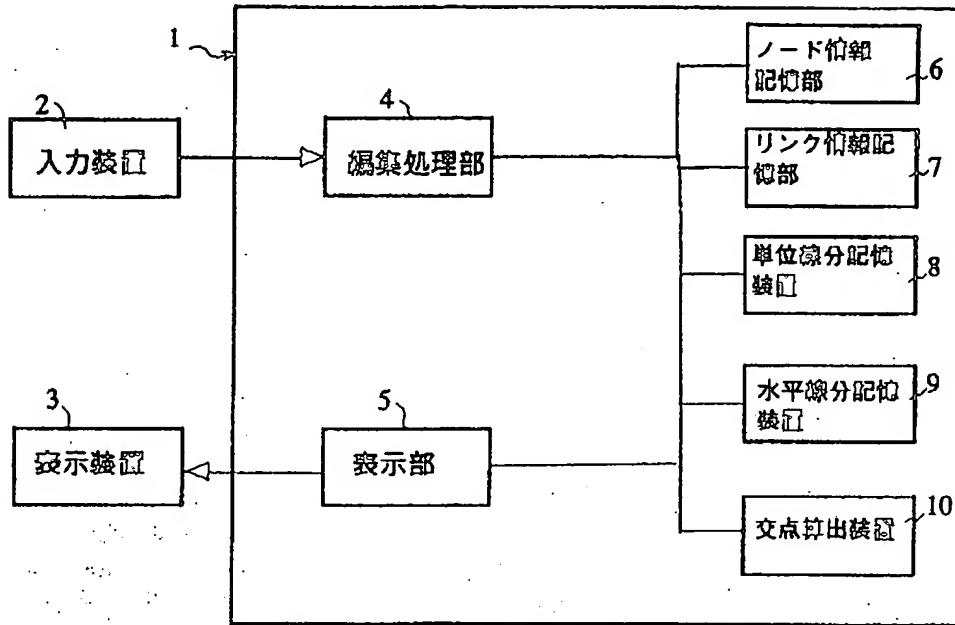 1
2
入力装置
4
編集処理部
ノード情報
記憶部
6
リンク情報記
憶部
7
単位線分記憶
装置
8
3
表示装置
5
表示部
水平線分記憶
装置
9
交点算出装置
10